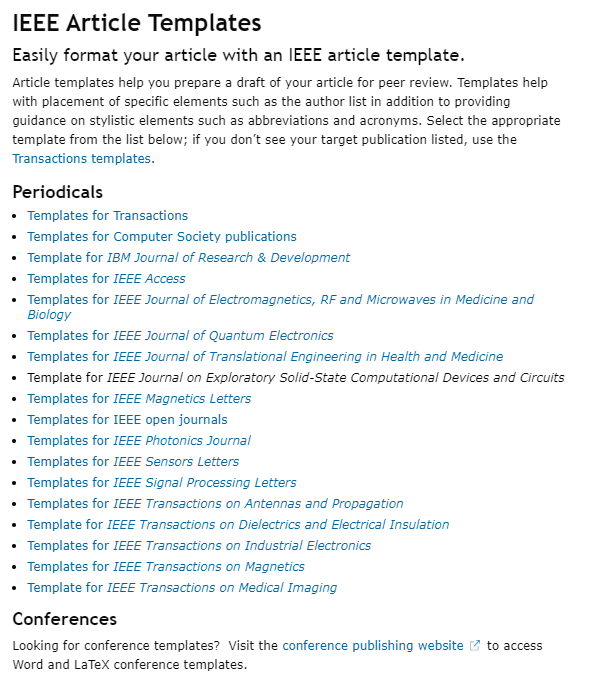 IEEE Article Templates
Easily format your article with an IEEE article template.
Article templates help you prepare a draft of your article for peer review. Templates help
with placement of specific elements such as the author list in addition to providing
guidance on stylistic elements such as abbreviations and acronyms. Select the appropriate
template from the list below; if you don’t see your target publication listed, use the
Transactions templates.
Periodicals
• Templates for Transactions
• Templates for Computer Society publications
• Template for IBM Journal of Research & Development
• Templates for IEEE Access
• Templates for IEEE Journal of Electromagnetics, RF and Microwaves in Medicine and
Biology
• Templates for IEEE Journal of Quantum Electronics
• Templates for IEEE Journal of Translational Engineering in Health and Medicine
• Template for IEEE Journal on Exploratory Solid-State Computational Devices and Circuits
• Templates for IEEE Magnetics Letters
• Templates for IEEE open journals
• Templates for IEEE Photonics Journal
• Templates for IEEE Sensors Letters
• Templates for IEEE Signal Processing Letters
• Templates for IEEE Transactions on Antennas and Propagation
• Template for IEEE Transactions on Dielectrics and Electrical Insulation
• Templates for IEEE Transactions on Industrial Electronics
• Templates for IEEE Transactions on Magnetics
• Template for IEEE Transactions on Medical Imaging
Conferences
Looking for conference templates? Visit the conference publishing website to access
Word and LaTeX conference templates.